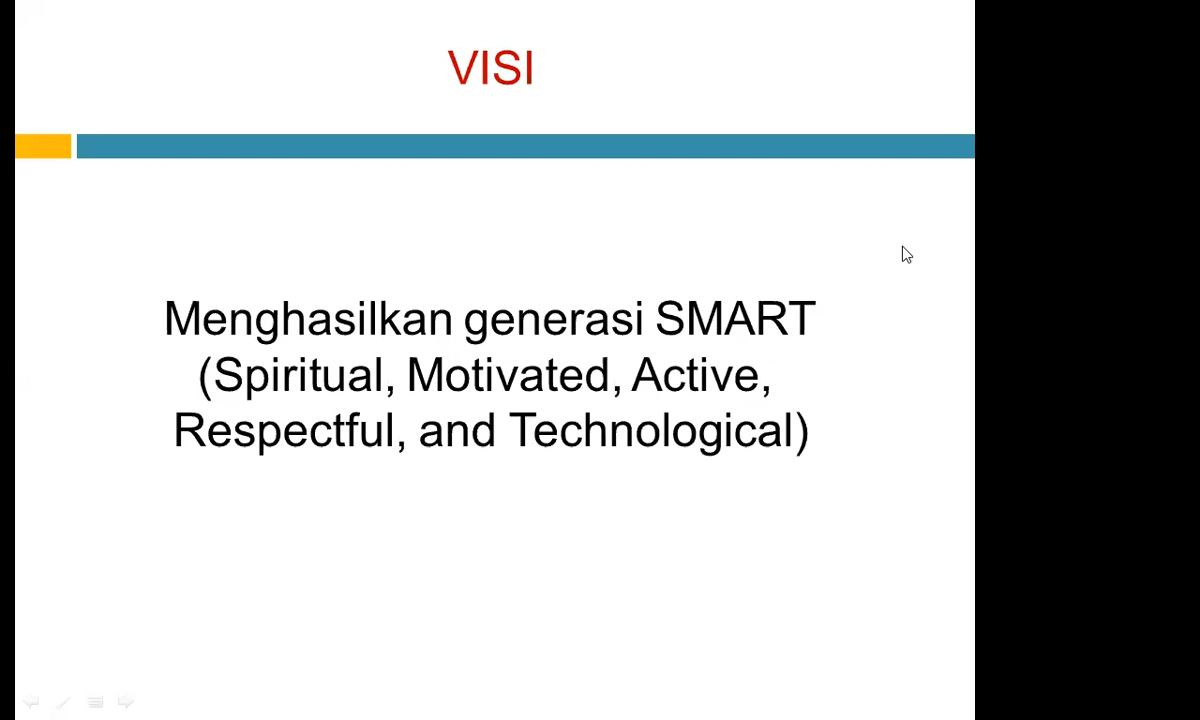 VISI
Menghasilkan generasi SMART
(Spiritual, Motivated, Active,
Respectful, and Technological)